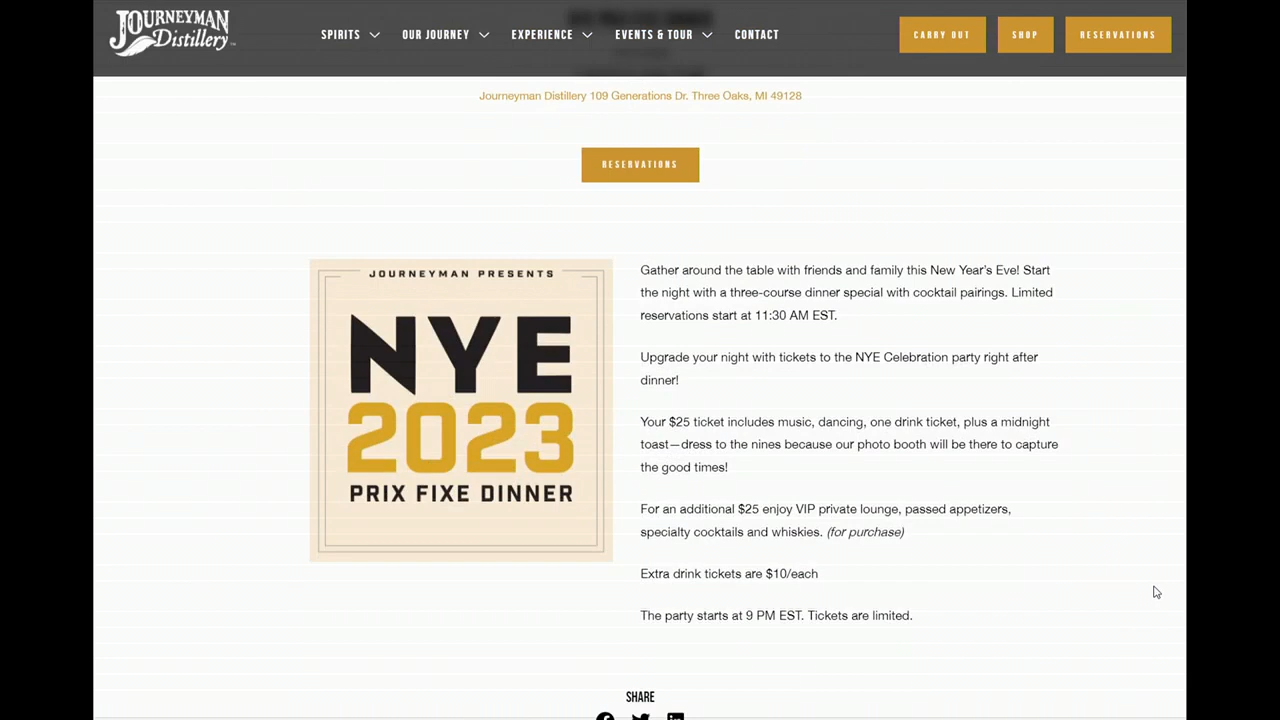 JOURNEYMAN
Distillery
SPIRITS
OUR JOURNEY
EXPERIENCE
EVENTS & TOUR
CONTACT
CARRY OUT
SHOP
RESERVATIONS
Journeyman Distillery 109 Generations Dr. Three Oaks, MI 49128
RESERVATIONS
JOURNEYMAN PRESENTS
NYE
2023
PRIX FIXE DINNER
Gather around the table with friends and family this New Year’s Eve! Start
the night with a three-course dinner special with cocktail pairings. Limited
reservations start at 11:30 AM EST.
Upgrade your night with tickets to the NYE Celebration party right after
dinner!
Your $25 ticket includes music, dancing, one drink ticket, plus a midnight
toast—dress to the nines because our photo booth will be there to capture
the good times!
For an additional $25 enjoy VIP private lounge, passed appetizers,
specialty cocktails and whiskies. (for purchase)
Extra drink tickets are $10/each
The party starts at 9 PM EST. Tickets are limited.
SHARE